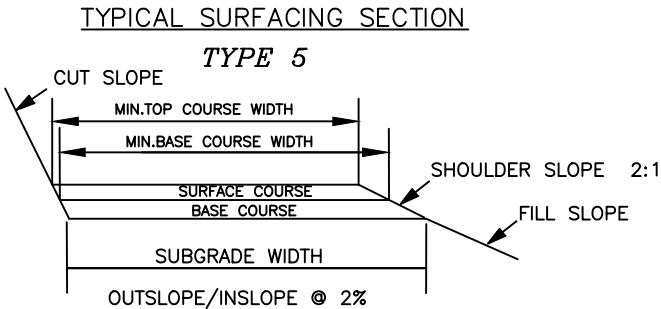 TYPICAL SURFACING SECTION
TYPE 5
CUT SLOPE
MIN.TOP COURSE WIDTH
MIN.BASE COURSE WIDTH
SHOULDER SLOPE 2:1
SURFACE COURSE
BASE COURSE
FILL SLOPE
SUBGRADE WIDTH
OUTSLOPE/INSLOPE @ 2%